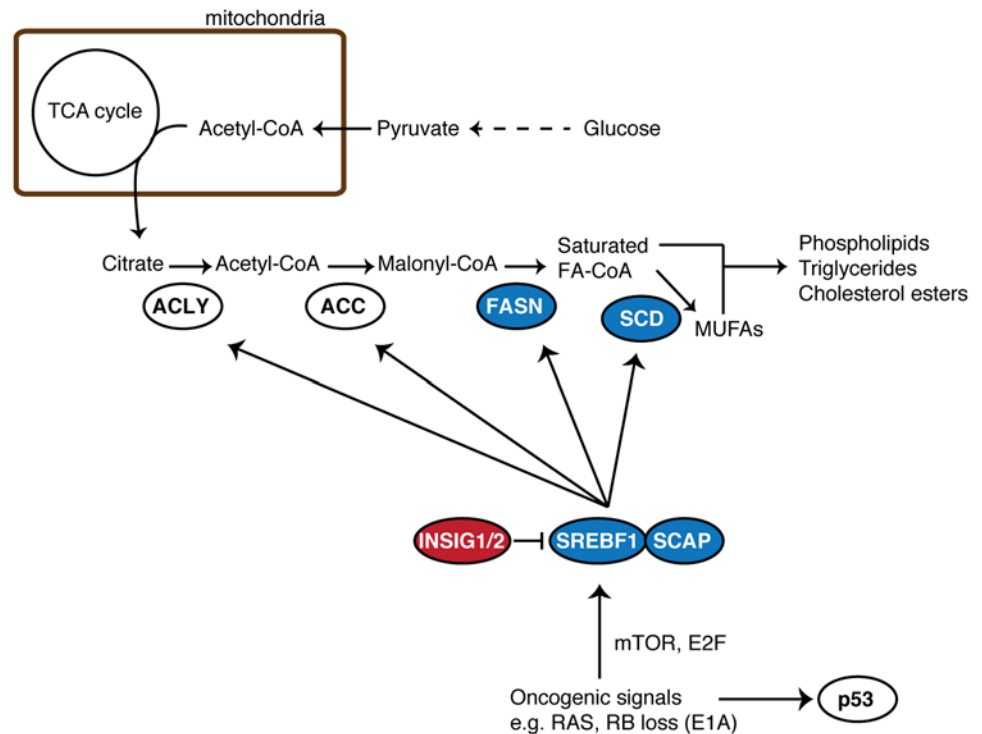 mitochondria
TCA cycle
Acetyl-CoA
Pyruvate
Glucose
Citrate
Acetyl-CoA
Malonyl-CoA
Saturated
FA-CoA
MUFAs
Phospholipids
Triglycerides
Cholesterol esters
ACLY
ACC
FASN
SCD
INSIG1/2
SREBF1
SCAP
mTOR, E2F
Oncogenic signals
e.g. RAS, RB loss (E1A)
p53